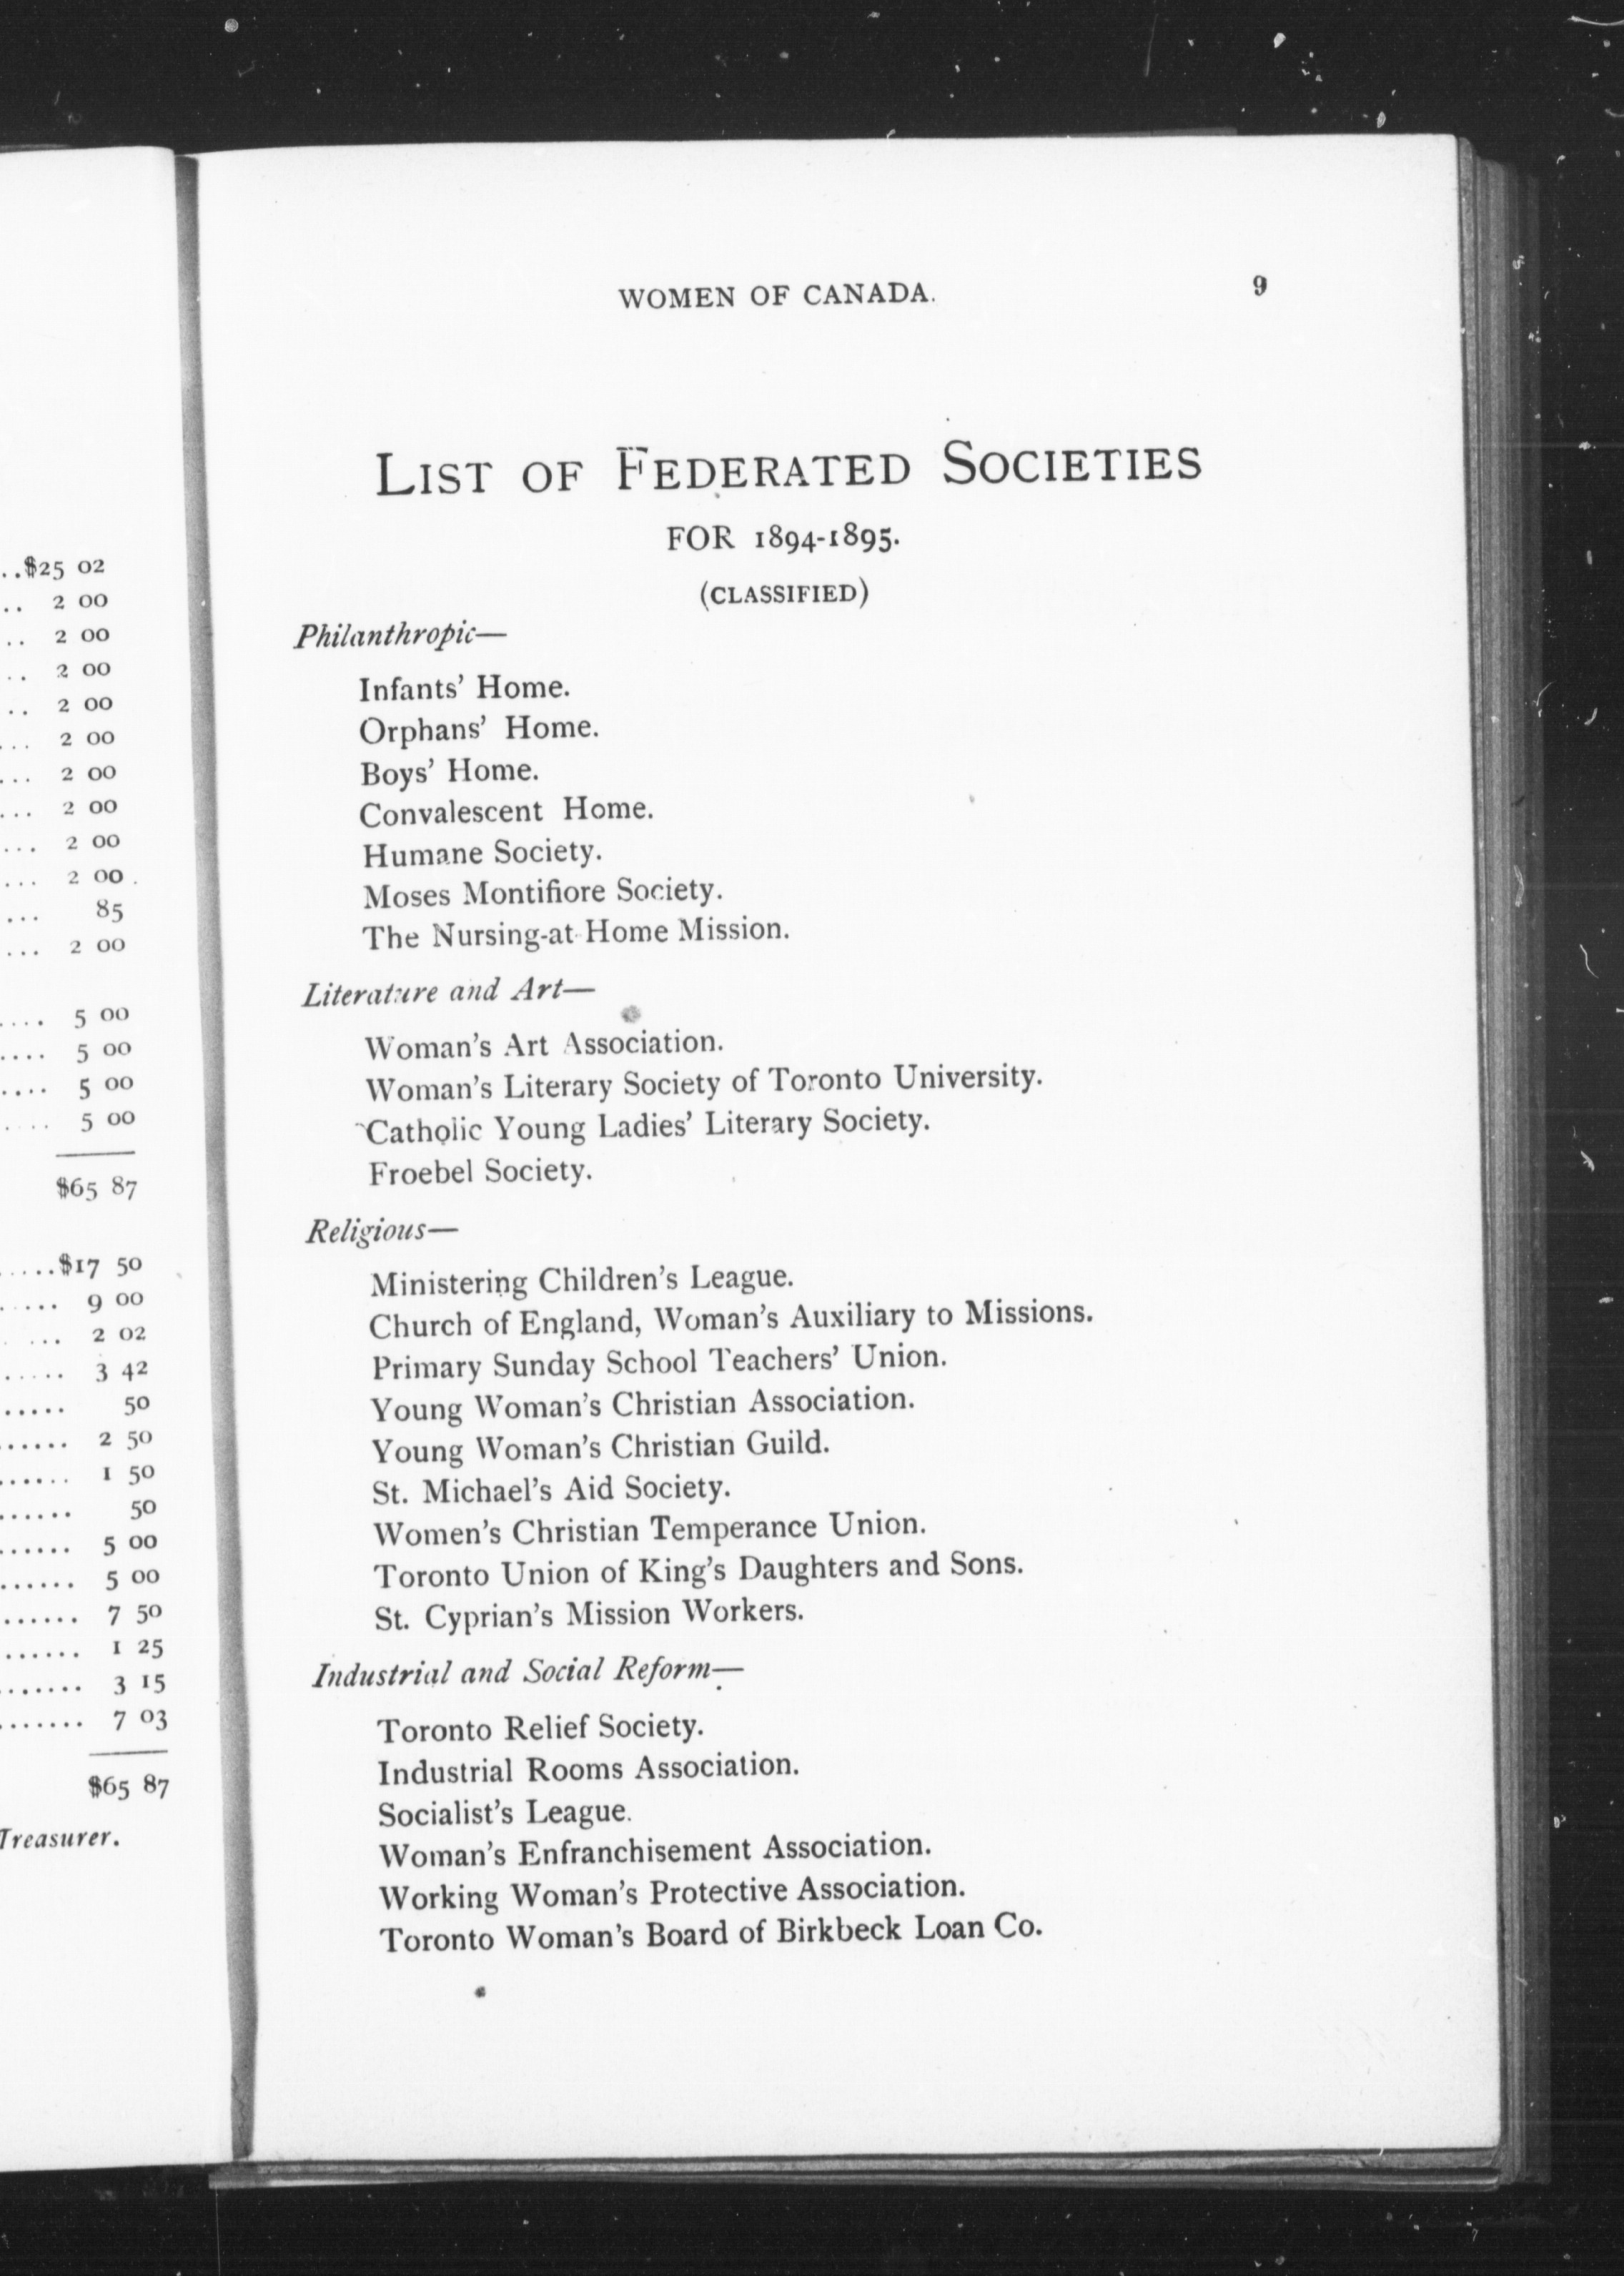 ..$25 02
.. 2 00
.. 2 00
.. 2 00
.. 2 00
... 2 00
... 2 00
... 2 00
... 2 00
... 2 00
... 85
... 2 00
.... 5 00
.... 5 00
.... 5 00
.... 5 00
$65 87
.....$17 50
..... 9 00
... 2 02
..... 3 42
..... 50
...... 2 50
...... 1 50
...... 50
...... 5 00
...... 5 00
...... 7 50
...... 1 25
....... 3 15
....... 7 03
$65 87
Treasurer.
WOMEN OF CANADA. 9
LIST OF FEDERATED SOCIETIES
FOR 1894-1895.
(CLASSIFIED)
Philanthropic—
Infants' Home.
Orphans' Home.
Boys' Home.
Convalescent Home.
Humane Society.
Moses Montifiore Society.
The Nursing-at-Home Mission.
Literature and Art—
Woman's Art Association.
Woman's Literary Society of Toronto University.
Catholic Young Ladies' Literary Society.
Froebel Society.
Religious—
Ministering Children's League.
Church of England, Woman's Auxiliary to Missions.
Primary Sunday School Teachers' Union.
Young Woman's Christian Association.
Young Woman's Christian Guild.
St. Michael's Aid Society.
Women's Christian Temperance Union.
Toronto Union of King's Daughters and Sons.
St. Cyprian's Mission Workers.
Industrial and Social Reform—
Toronto Relief Society.
Industrial Rooms Association.
Socialist's League.
Woman's Enfranchisement Association.
Working Woman's Protective Association.
Toronto Woman's Board of Birkbeck Loan Co.